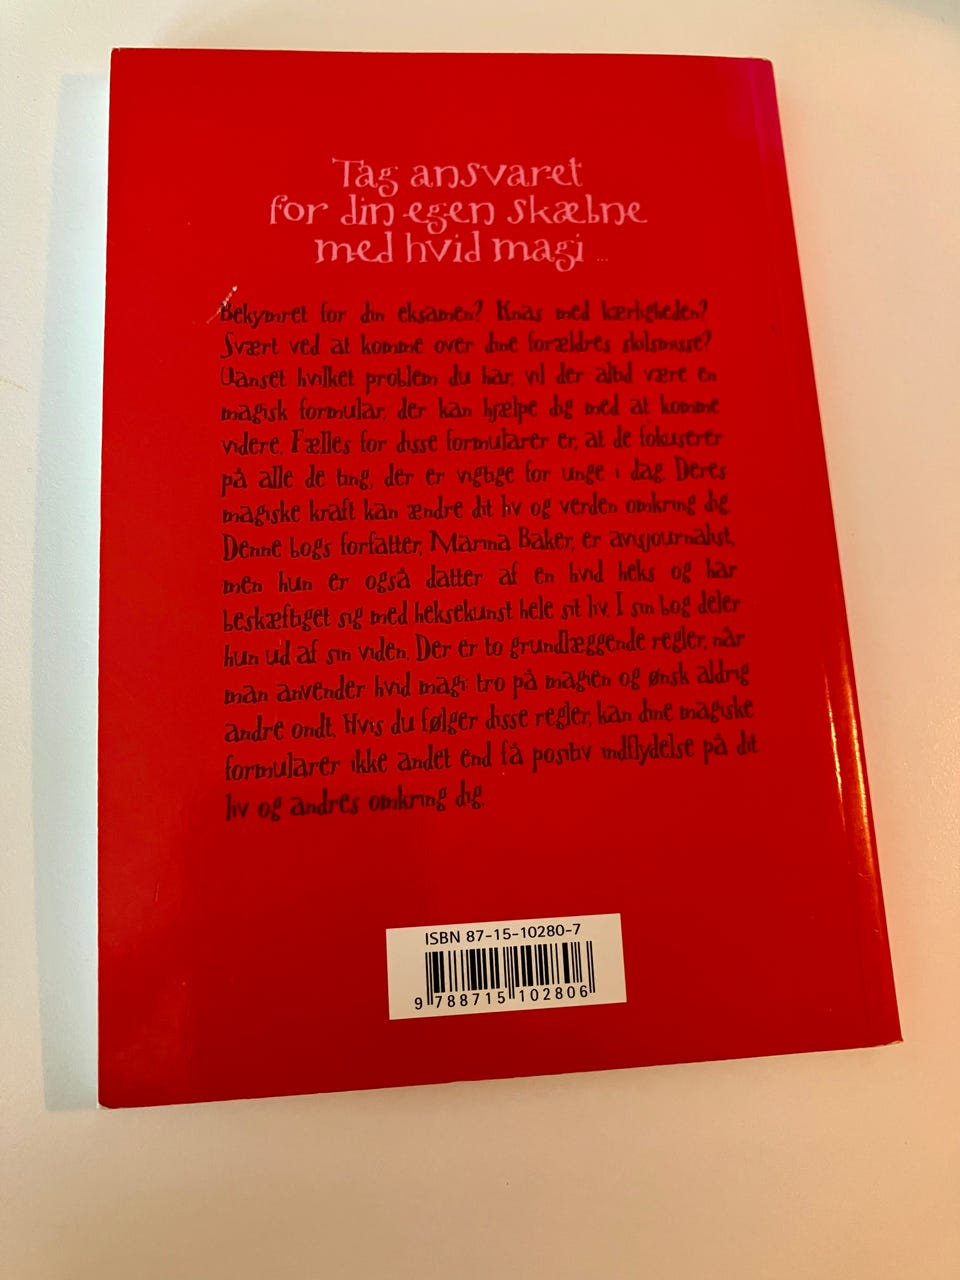 Tag ansvaret
for din egen skæbne
med hvid magi ...
Bekymret for din eksamen? Knas med kærligheden?
Svært ved at komme over dine forældres skilsmisse?
Uanset hvilket problem du har, vil der altid være en
magisk formular, der kan hjælpe dig med at komme
videre. Fælles for disse formularer er, at de fokuserer
på alle de ting, der er vigtige for unge i dag. Deres
magiske kraft kan ændre dit liv og verden omkring dig.
Denne bogs forfatter, Marina Baker, er avisjournalist,
men hun er også datter af en hvid heks og har
beskæftiget sig med heksekunst hele sit liv. I sin bog deler
hun ud af sin viden. Der er to grundlæggende regler, når
man anvender hvid magi: tro på magien og ønsk aldrig
andre ondt. Hvis du følger disse regler, kan dine magiske
formularer ikke andet end få positiv indflydelse på dit
liv og andres omkring dig.
ISBN 87-15-10280-7
9 788715 102806